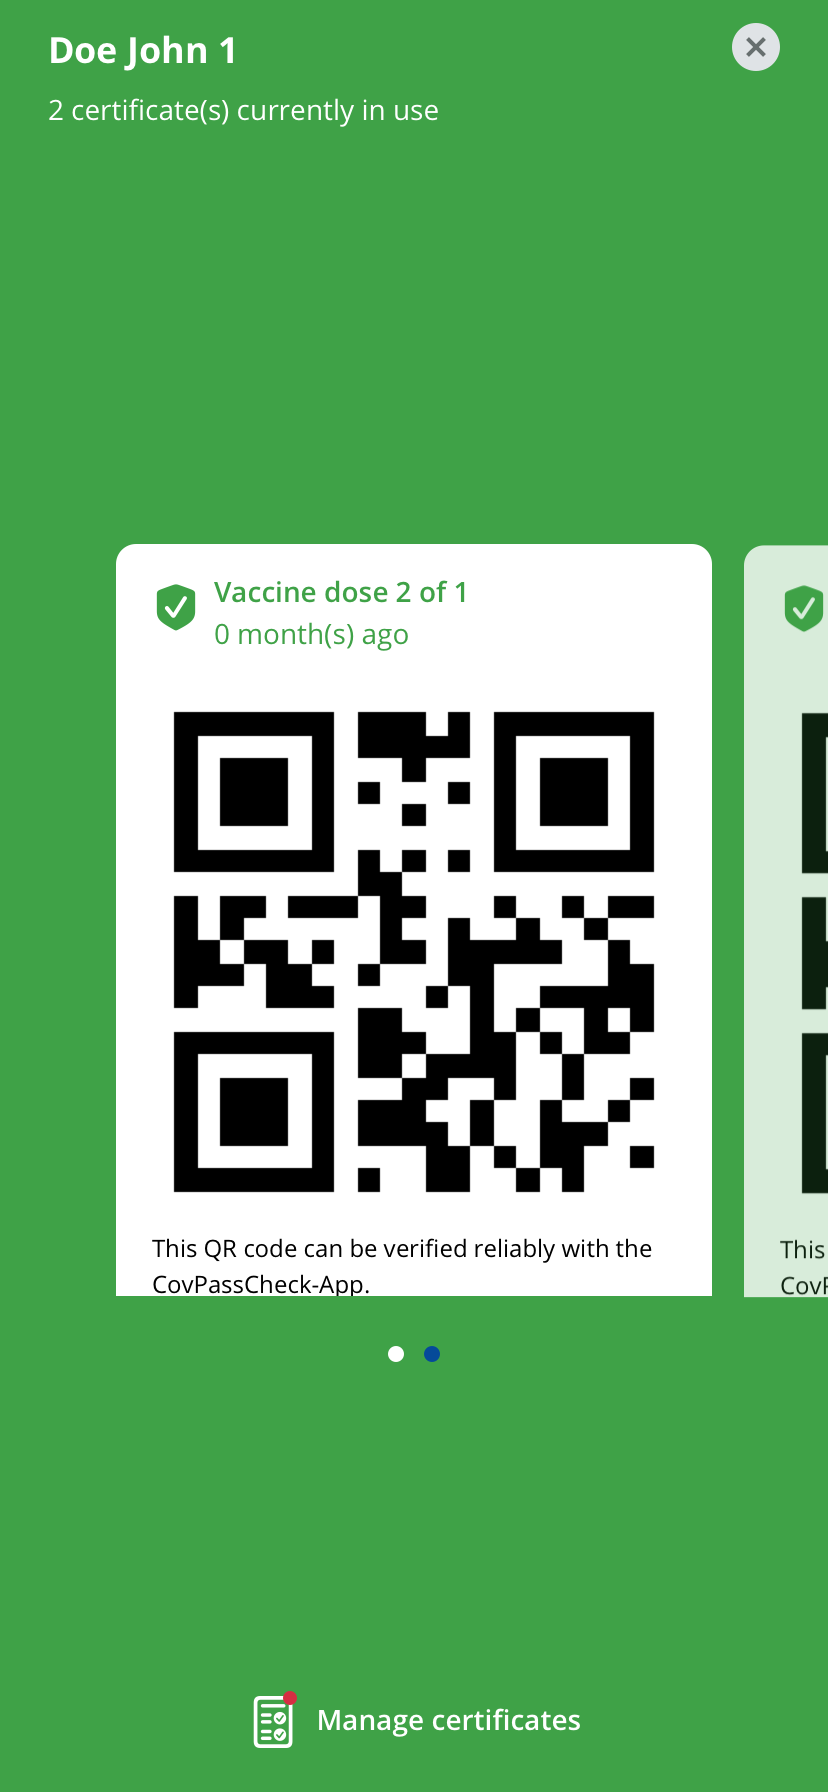 Doe John 1
2 certificate(s) currently in use
Vaccine dose 2 of 1
0 month(s) ago
This QR code can be verified reliably with the
CovPassCheck-App.
This
Manage certificates